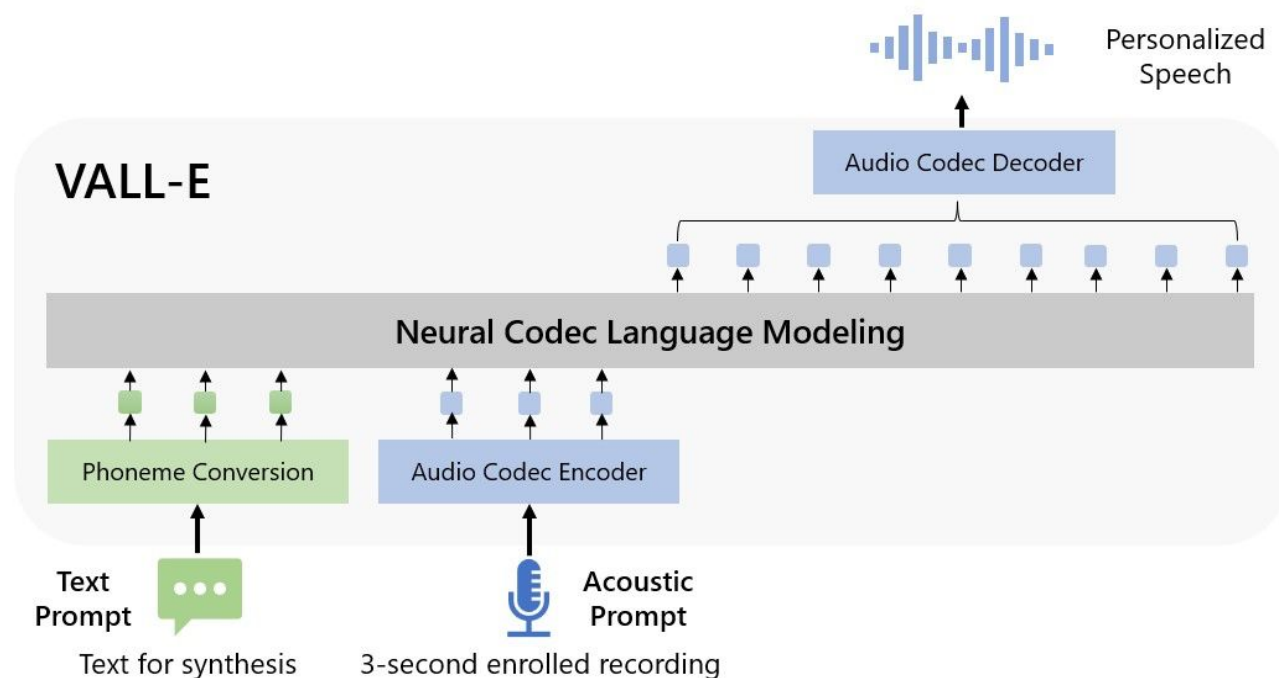 Personalized
Speech
Audio Codec Decoder
VALL-E
Neural Codec Language Modeling
Phoneme Conversion
Audio Codec Encoder
Text
Prompt
Acoustic
Prompt
Text for synthesis
3-second enrolled recording